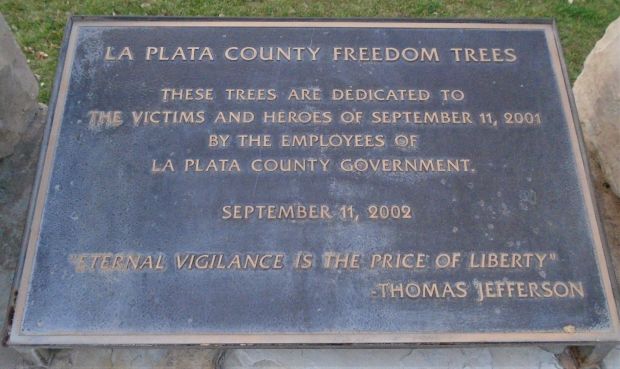 LA PLATA COUNTY FREEDOM TREES
THESE TREES ARE DEDICATED TO
THE VICTIMS AND HEROES OF SEPTEMBER 11, 2001
BY THE EMPLOYEES OF
LA PLATA COUNTY GOVERNMENT.
SEPTEMBER 11, 2002
"ETERNAL VIGILANCE IS THE PRICE OF LIBERTY"
-THOMAS JEFFERSON